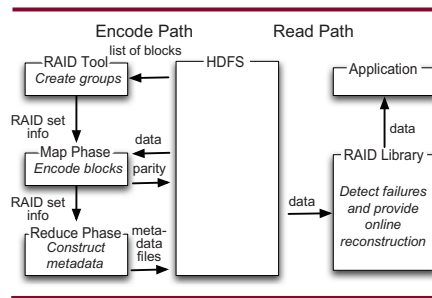 Encode Path
Read Path
list of blocks
RAID Tool
Create groups
HDFS
Application
RAID set
info
data
data
Map Phase
Encode blocks
parity
RAID Library
Detect failures
and provide
online
reconstruction
RAID set
info
data
Reduce Phase
Construct
metadata
meta-
data
files